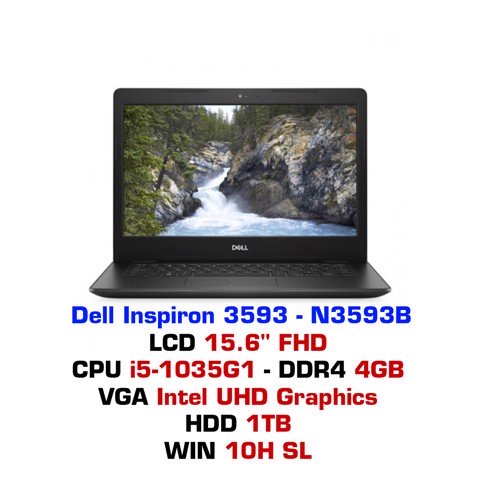 DELL
Dell Inspiron 3593 - N3593B
LCD 15.6" FHD
CPU i5-1035G1 - DDR4 4GB
VGA Intel UHD Graphics
HDD 1TB
WIN 10H SL